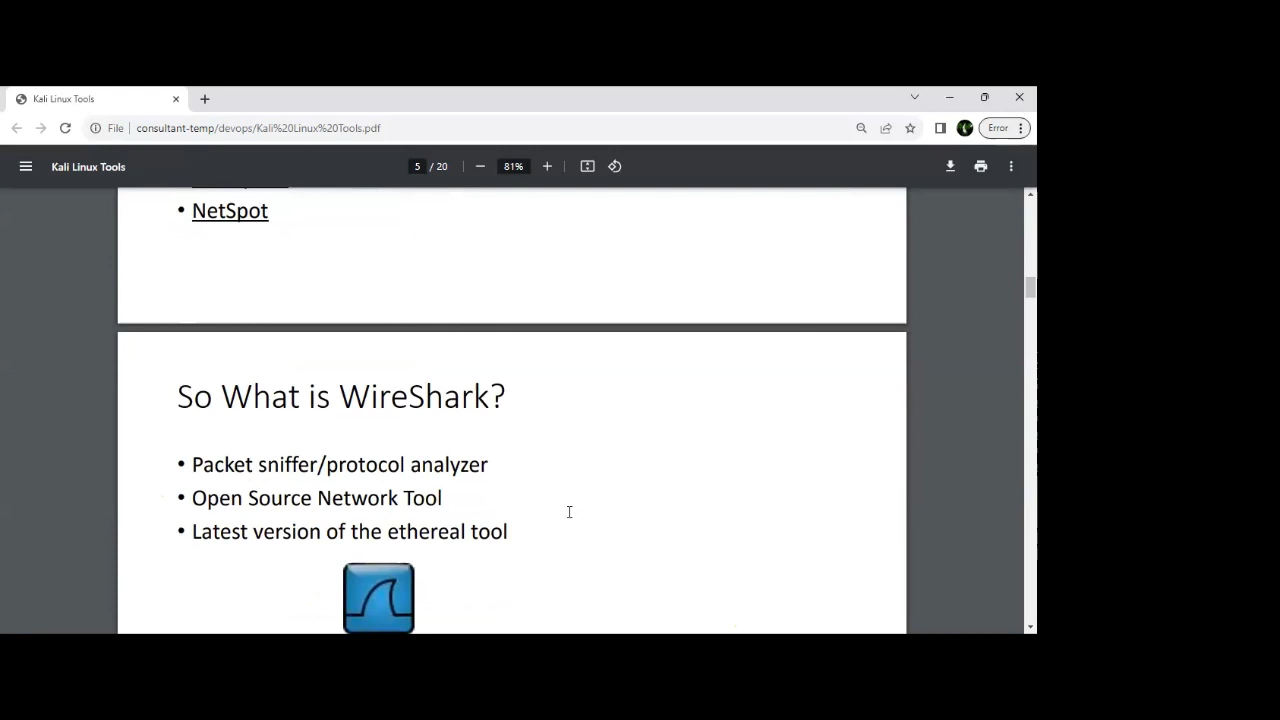 Kali Linux Tools
File consultant-temp/devops/Kali%20Linux%20Tools.pdf Error
Kali Linux Tools 5 / 20 81%
• NetSpot
So What is WireShark?
• Packet sniffer/protocol analyzer
• Open Source Network Tool
• Latest version of the ethereal tool